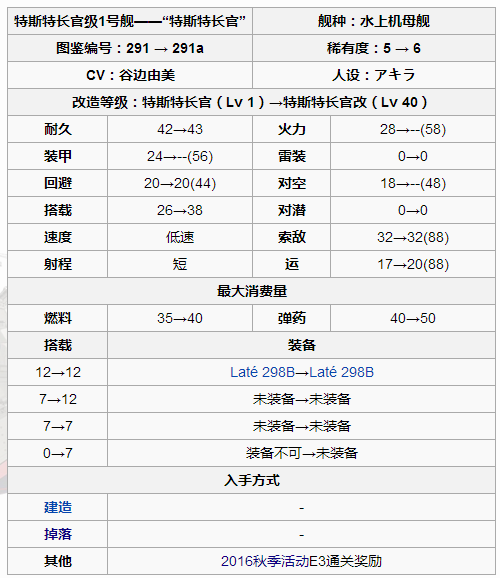 特斯特长官级1号舰——“特斯特长官” 舰种：水上机母舰
图鉴编号：291 → 291a 稀有度：5 → 6
CV：谷边由美 人设：アキラ
改造等级：特斯特长官（Lv 1）→特斯特长官改（Lv 40）
耐久 42→43 火力 28→--(58)
装甲 24→--(56) 雷装 0→0
回避 20→20(44) 对空 18→--(48)
搭载 26→38 对潜 0→0
速度 低速 索敌 32→32(88)
射程 短 运 17→20(88)
最大消费量
燃料 35→40 弹药 40→50
搭载 装备
12→12 Laté 298B→Laté 298B
7→12 未装备→未装备
7→7 未装备→未装备
0→7 装备不可→未装备
入手方式
建造 -
掉落 -
其他 2016秋季活动E3通关奖励